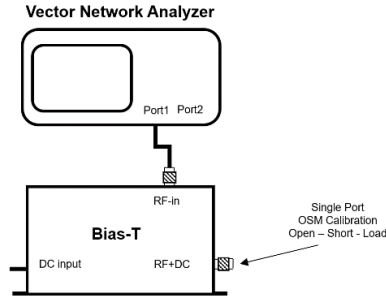 Vector Network Analyzer
Port1 Port2
RF-in
Bias-T
DC input
RF+DC
Single Port
OSM Calibration
Open – Short - Load